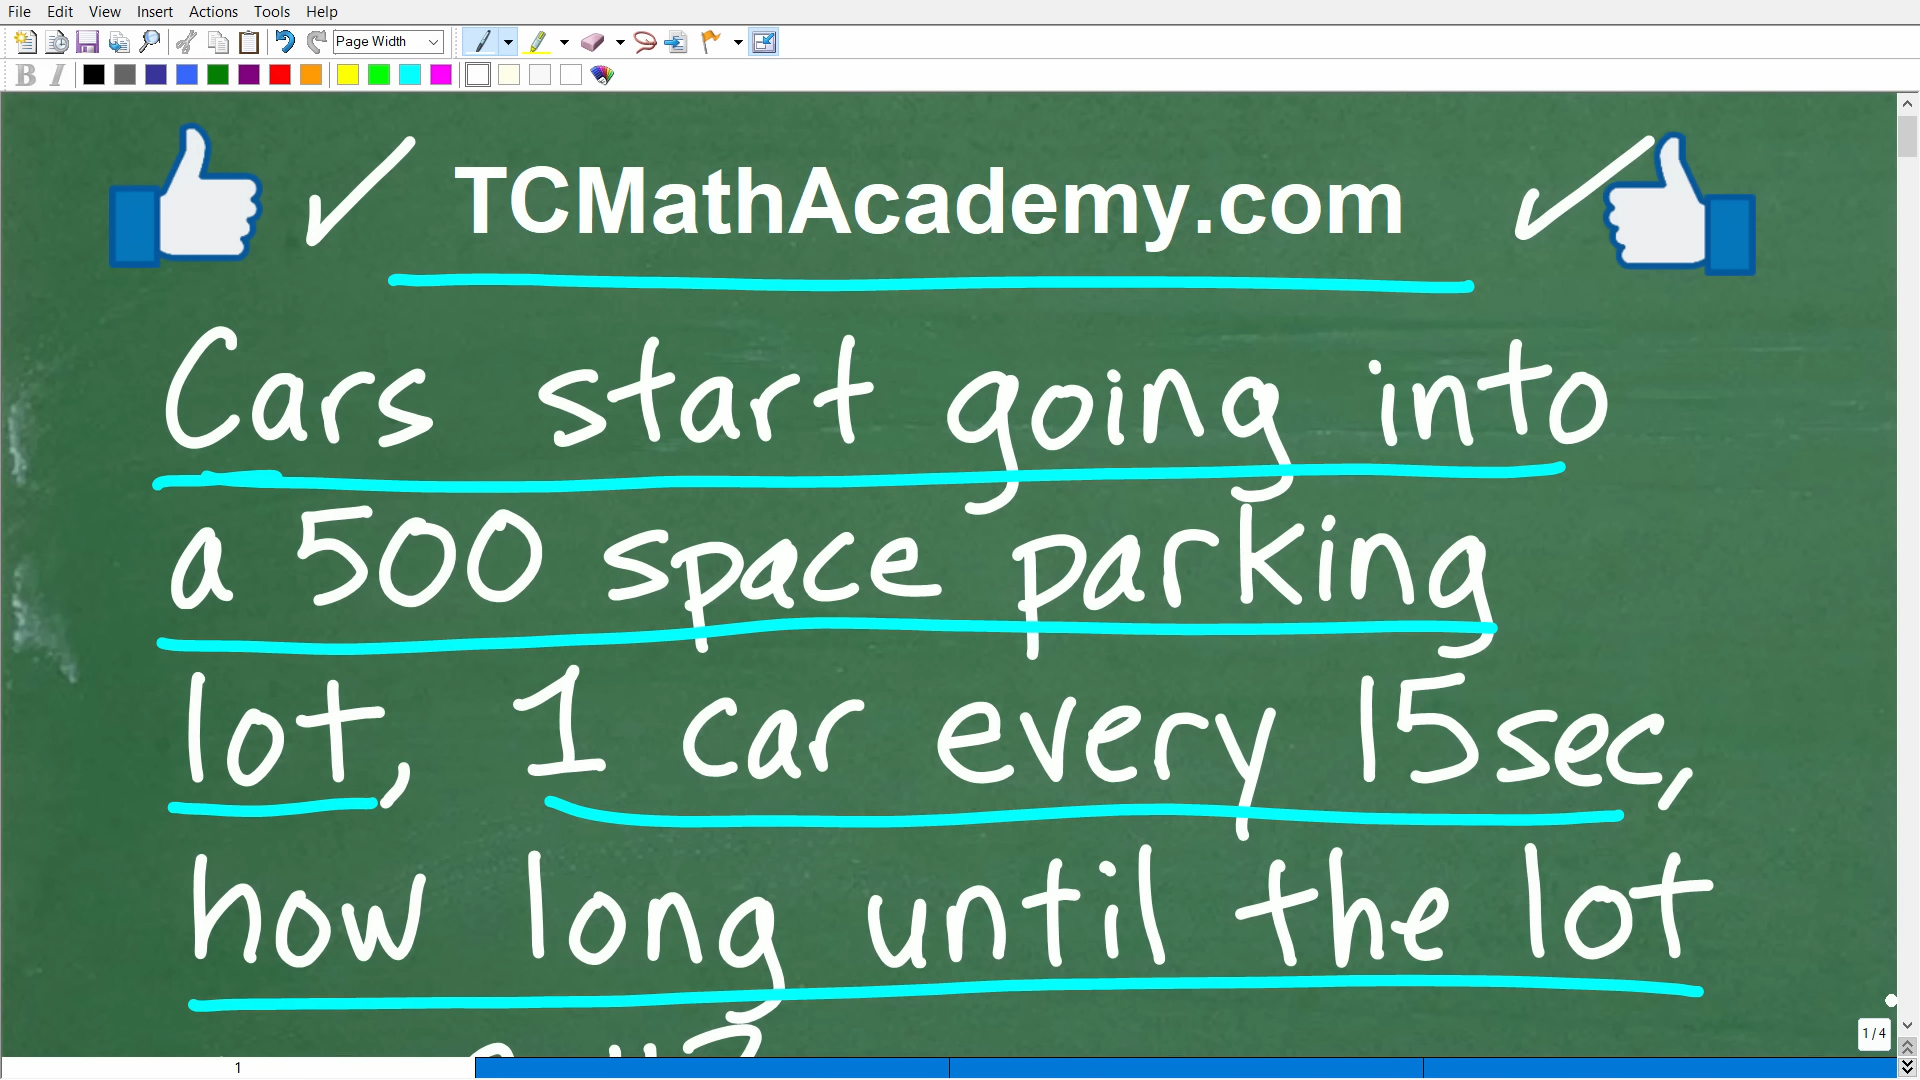 File Edit View Insert Actions Tools Help
Page Width
B I
TCMathAcademy.com
Cars start going into
a 500 space parking
lot, 1 car every 15sec,
how long until the lot
1 / 4
1